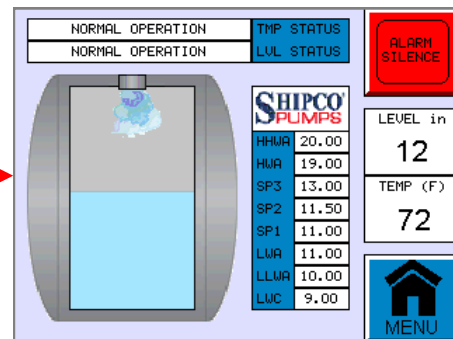 NORMAL OPERATION TMP STATUS
NORMAL OPERATION LVL STATUS
ALARM
SILENCE
SHIPCO
PUMPS
HHWA 20.00
HWA 19.00
SP3 13.00
SP2 11.50
SP1 11.00
LWA 11.00
LLWA 10.00
LWC 9.00
LEVEL in
12
TEMP (F)
72
MENU